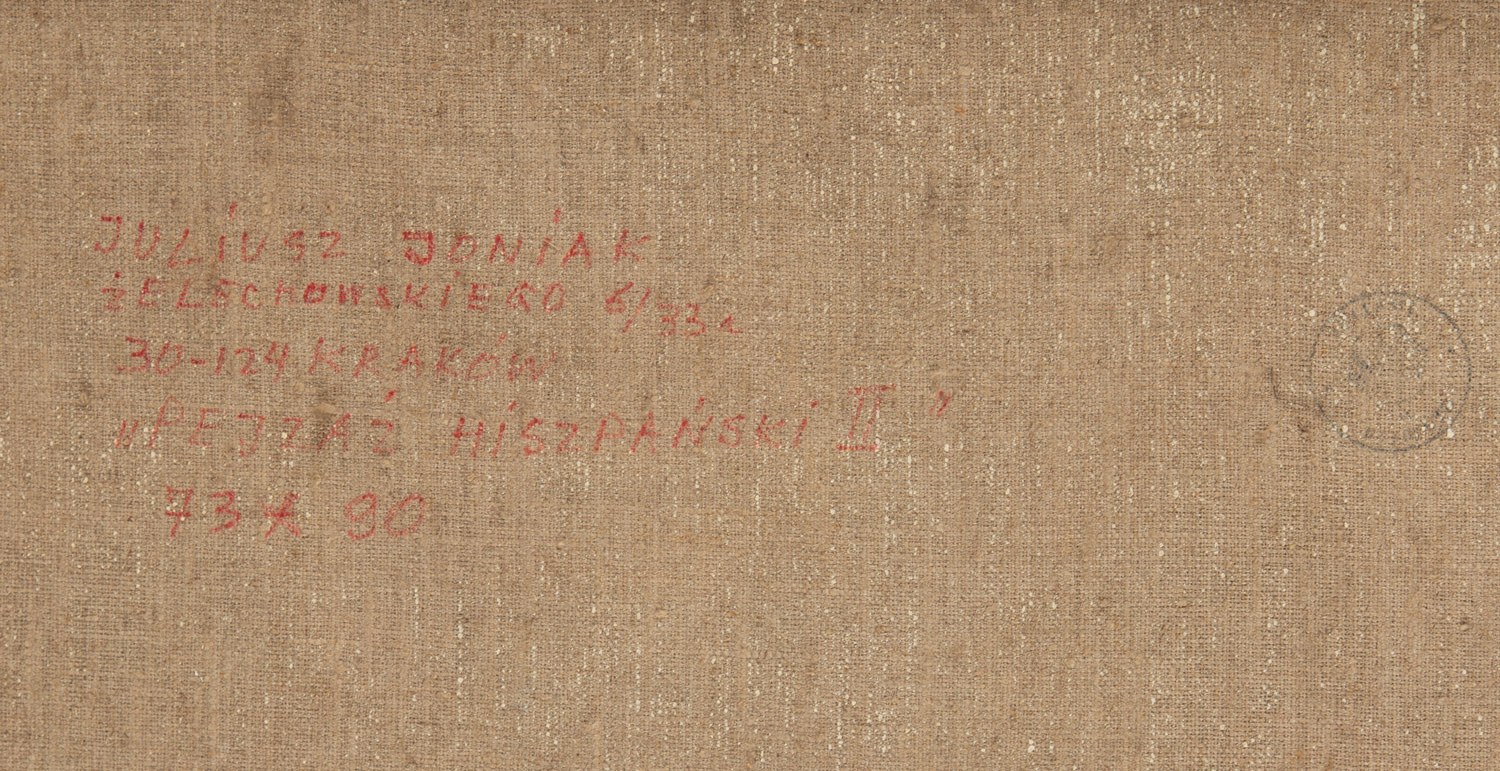 JULIUSZ JONIAK
ŻELECHOWSKIEGO 6/33a
30-124 KRAKÓW
„PEJZAŻ HISZPAŃSKI II”
73 x 90